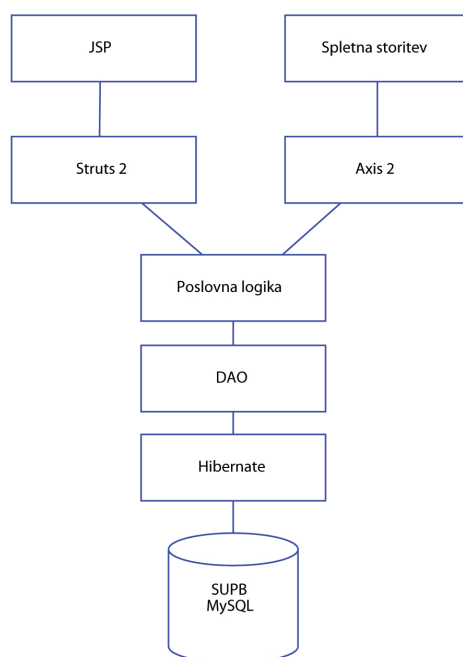 JSP
Spletna storitev
Struts 2
Axis 2
Poslovna logika
DAO
Hibernate
SUPB
MySQL